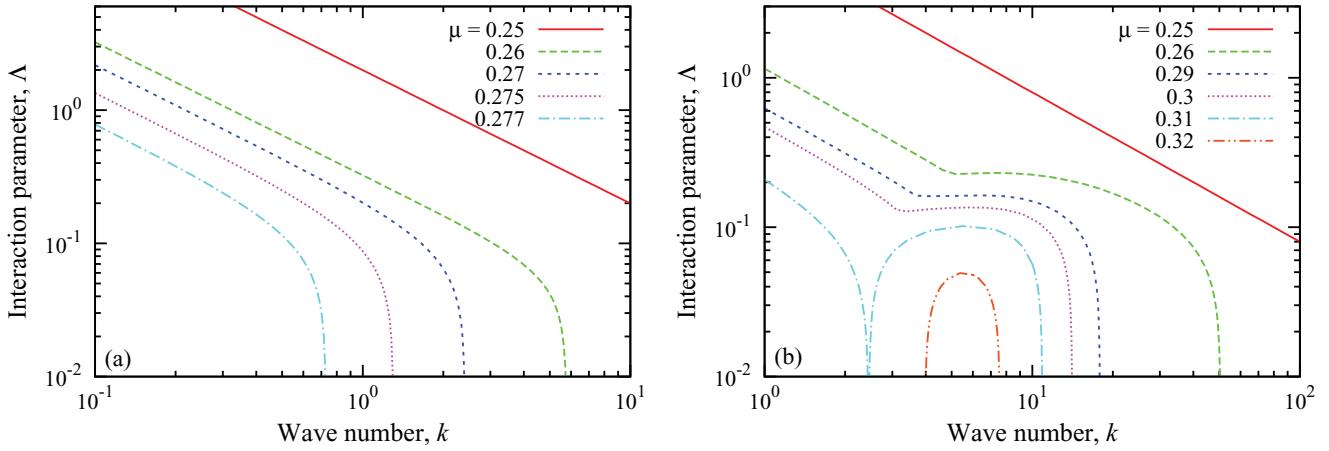 Interaction parameter, Λ
10^0
10^-1
10^-2
μ = 0.25
0.26
0.27
0.275
0.277
(a)
10^-1
10^0
10^1
Wave number, k
Interaction parameter, Λ
10^0
10^-1
10^-2
μ = 0.25
0.26
0.29
0.3
0.31
0.32
(b)
10^0
10^1
10^2
Wave number, k